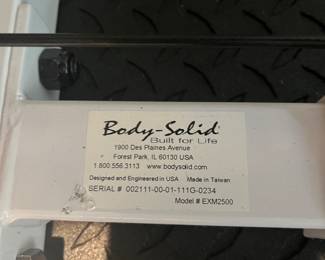 Body-Solid
Built for Life
1900 Des Plaines Avenue
Forest Park, IL 60130 USA
1.800.556.3113 www.bodysolid.com
Designed and Engineered in USA Made in Taiwan
SERIAL # 002111-00-01-111G-0234
Model # EXM2500